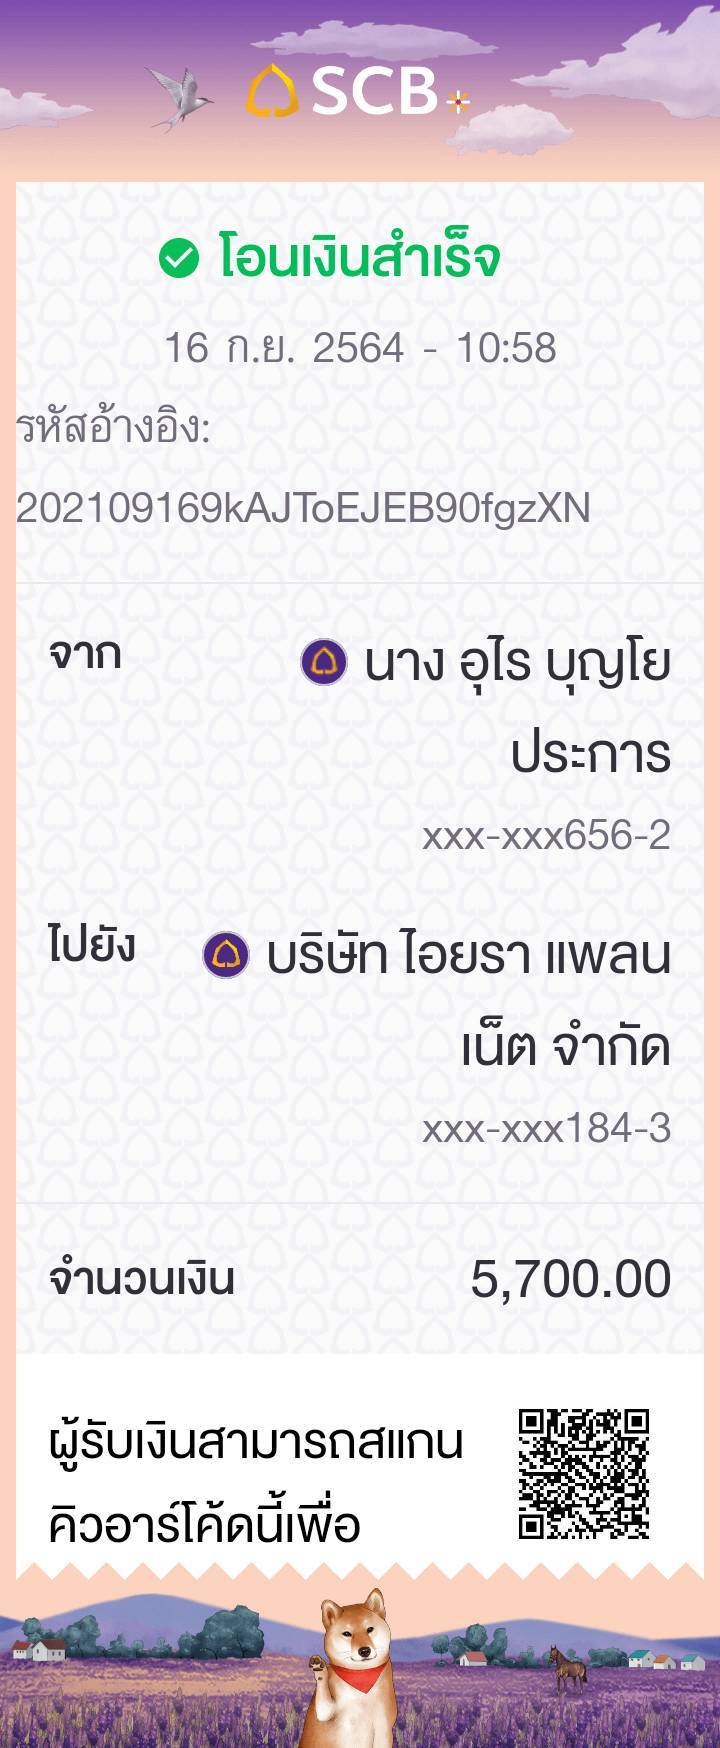 SCB
โอนเงินสำเร็จ
16 ก.ย. 2564 - 10:58
รหัสอ้างอิง:
202109169kAJToEJEB90fgzXN
จาก
นาง อุไร บุญโย
ประการ
xxx-xxx656-2
ไปยัง
บริษัท ไอยรา แพลน
เน็ต จำกัด
xxx-xxx184-3
จำนวนเงิน 5,700.00
ผู้รับเงินสามารถสแกน
คิวอาร์โค้ดนี้เพื่อ